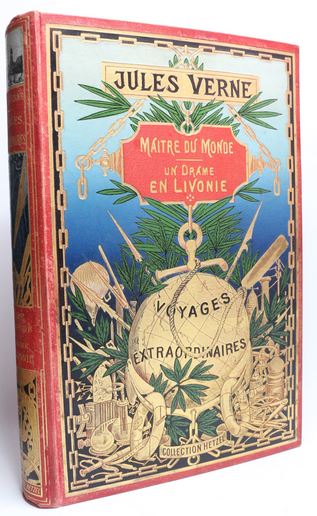 JULES VERNE
MAÎTRE DU MONDE
UN DRAME
EN LIVONIE
VOYAGES
EXTRAORDINAIRES
COLLECTION HETZEL